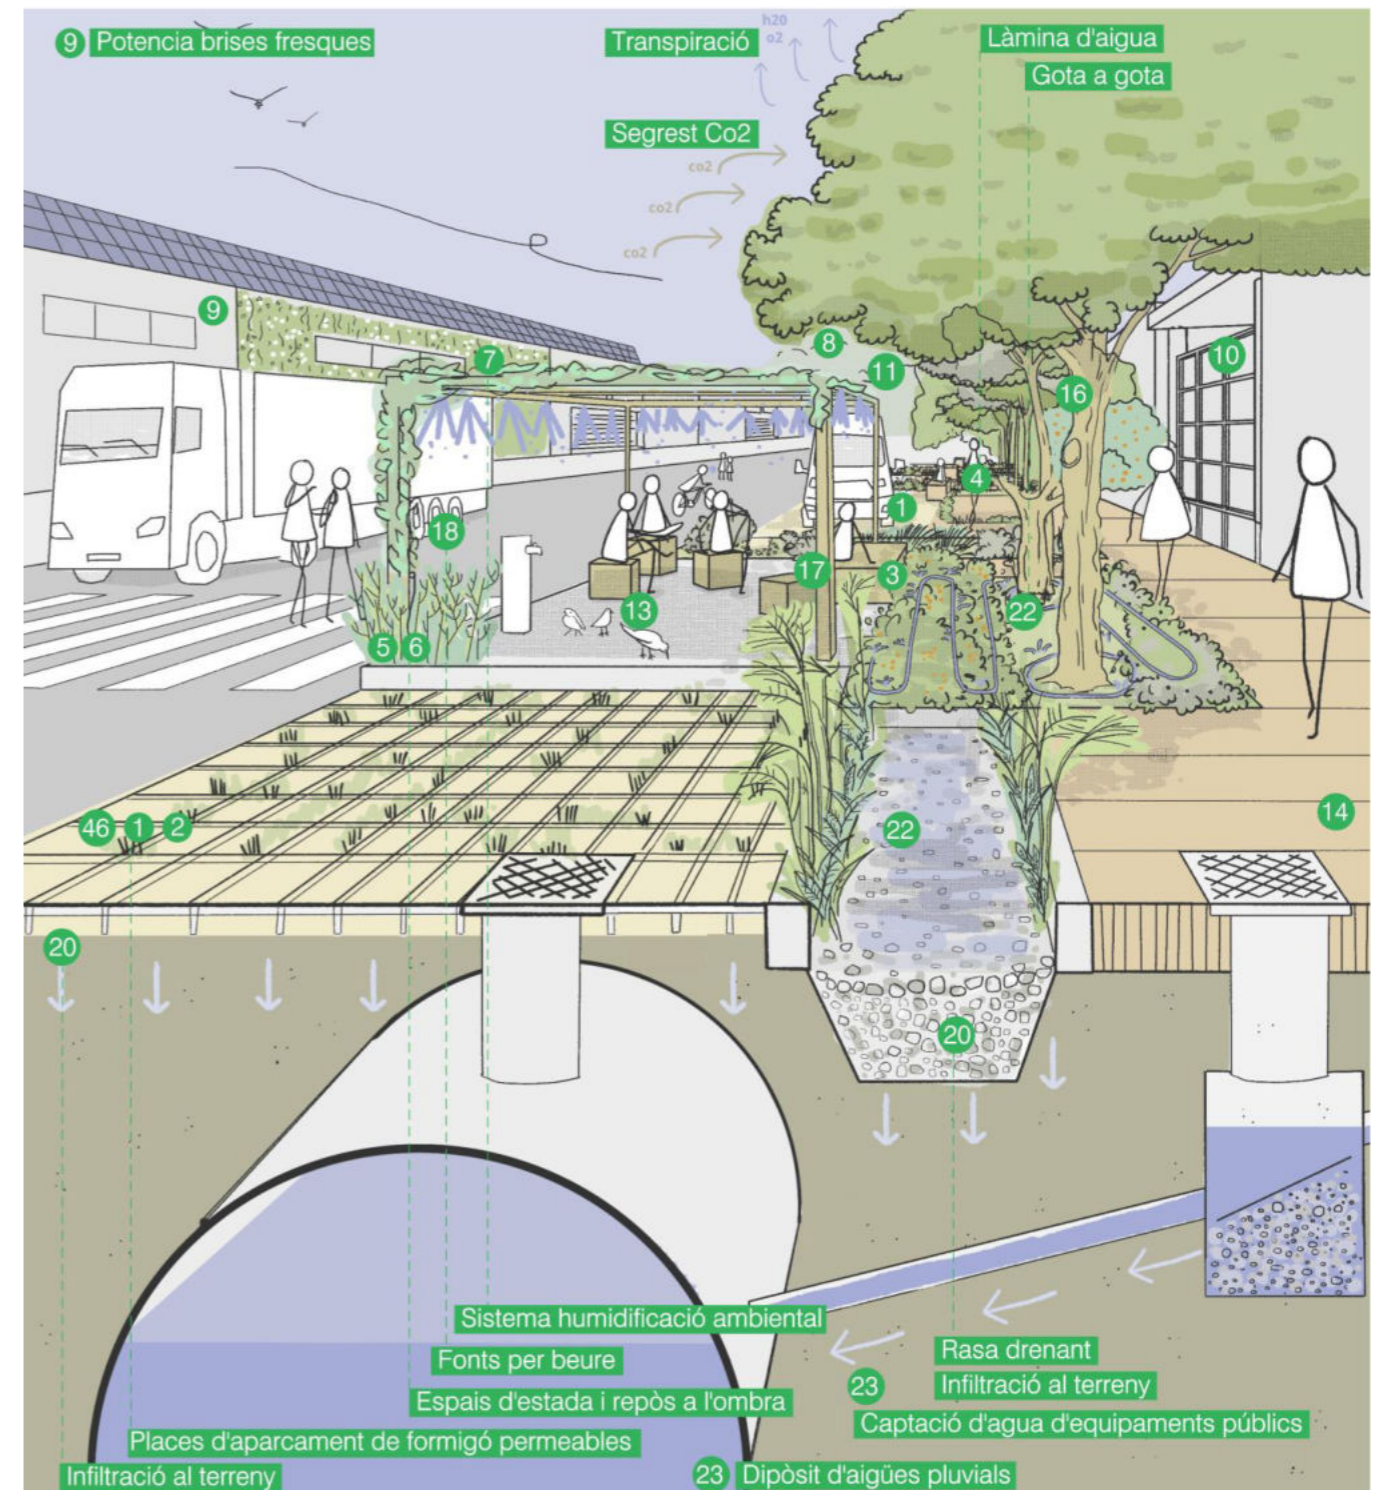 9 Potencia brises fresques
Transpiració
h2o
o2
Làmina d'aigua
Gota a gota
Segrest Co2
co2
co2
co2
9
10
8
7
11
16
4
1
18
17
3
13
22
5
6
46
1
2
22
14
20
20
Sistema humidificació ambiental
Fonts per beure
Rasa drenant
23 Infiltració al terreny
Espais d'estada i repòs a l'ombra
Captació d'agua d'equipaments públics
Places d'aparcament de formigó permeables
Infiltració al terreny
23 Dipòsit d'aigües pluvials